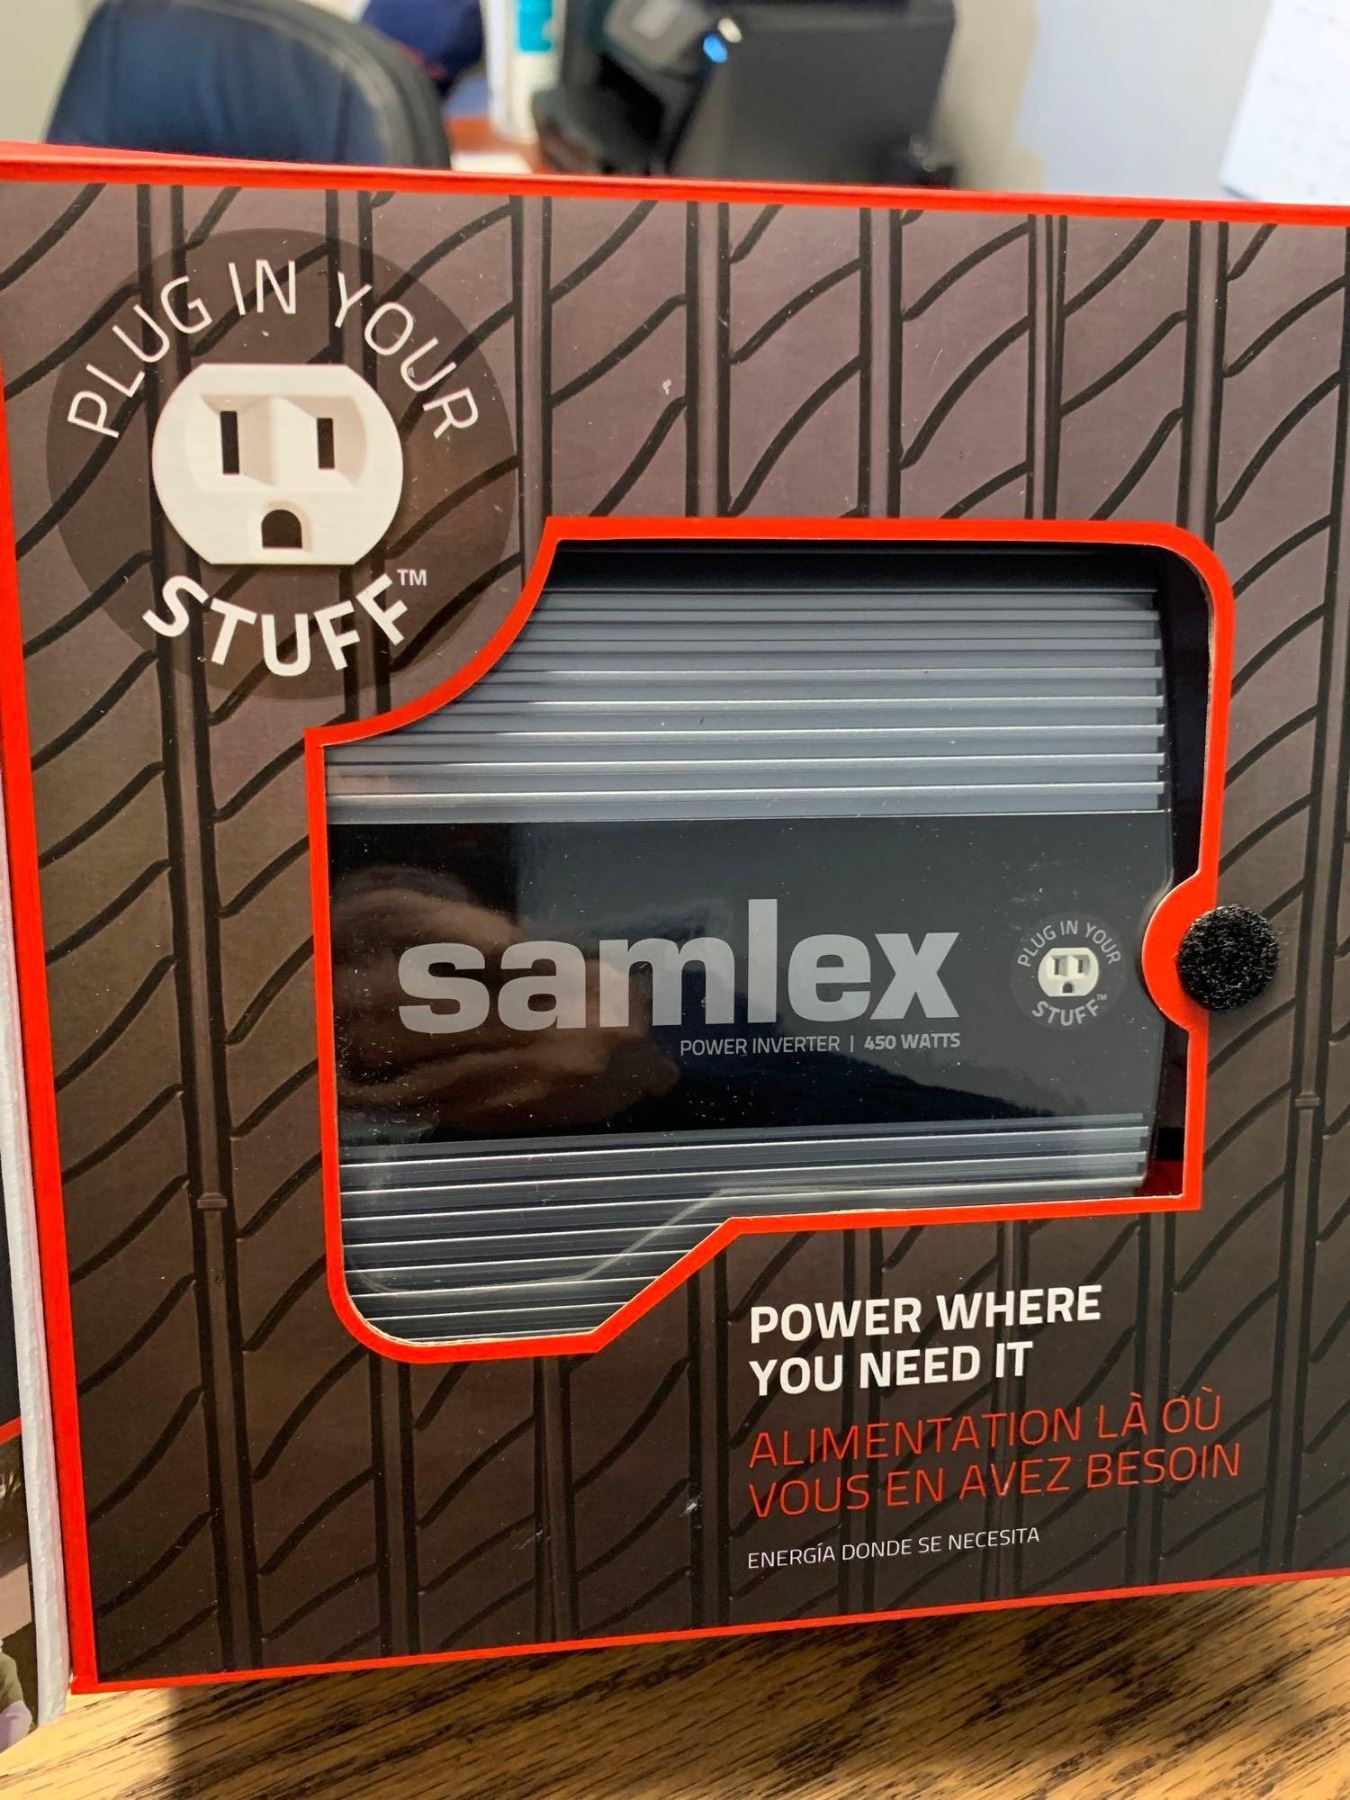 PLUG IN YOUR
STUFF™
samlex
POWER INVERTER | 450 WATTS
PLUG IN YOUR
STUFF™
POWER WHERE
YOU NEED IT
ALIMENTATION LÀ OÙ
VOUS EN AVEZ BESOIN
ENERGÍA DONDE SE NECESITA